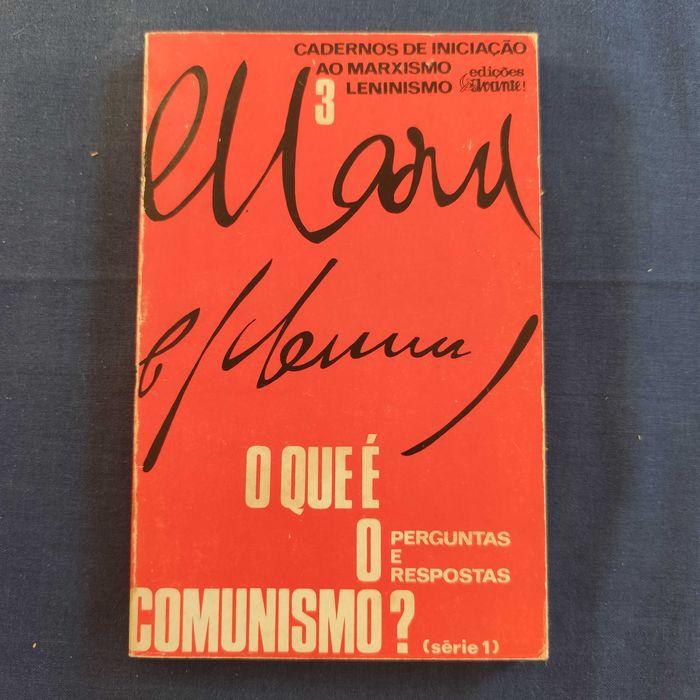 CADERNOS DE INICIAÇÃO
AO MARXISMO
LENINISMO
edições
Avante!
3
O QUE É
O
COMUNISMO?
PERGUNTAS
E
RESPOSTAS
(série 1)